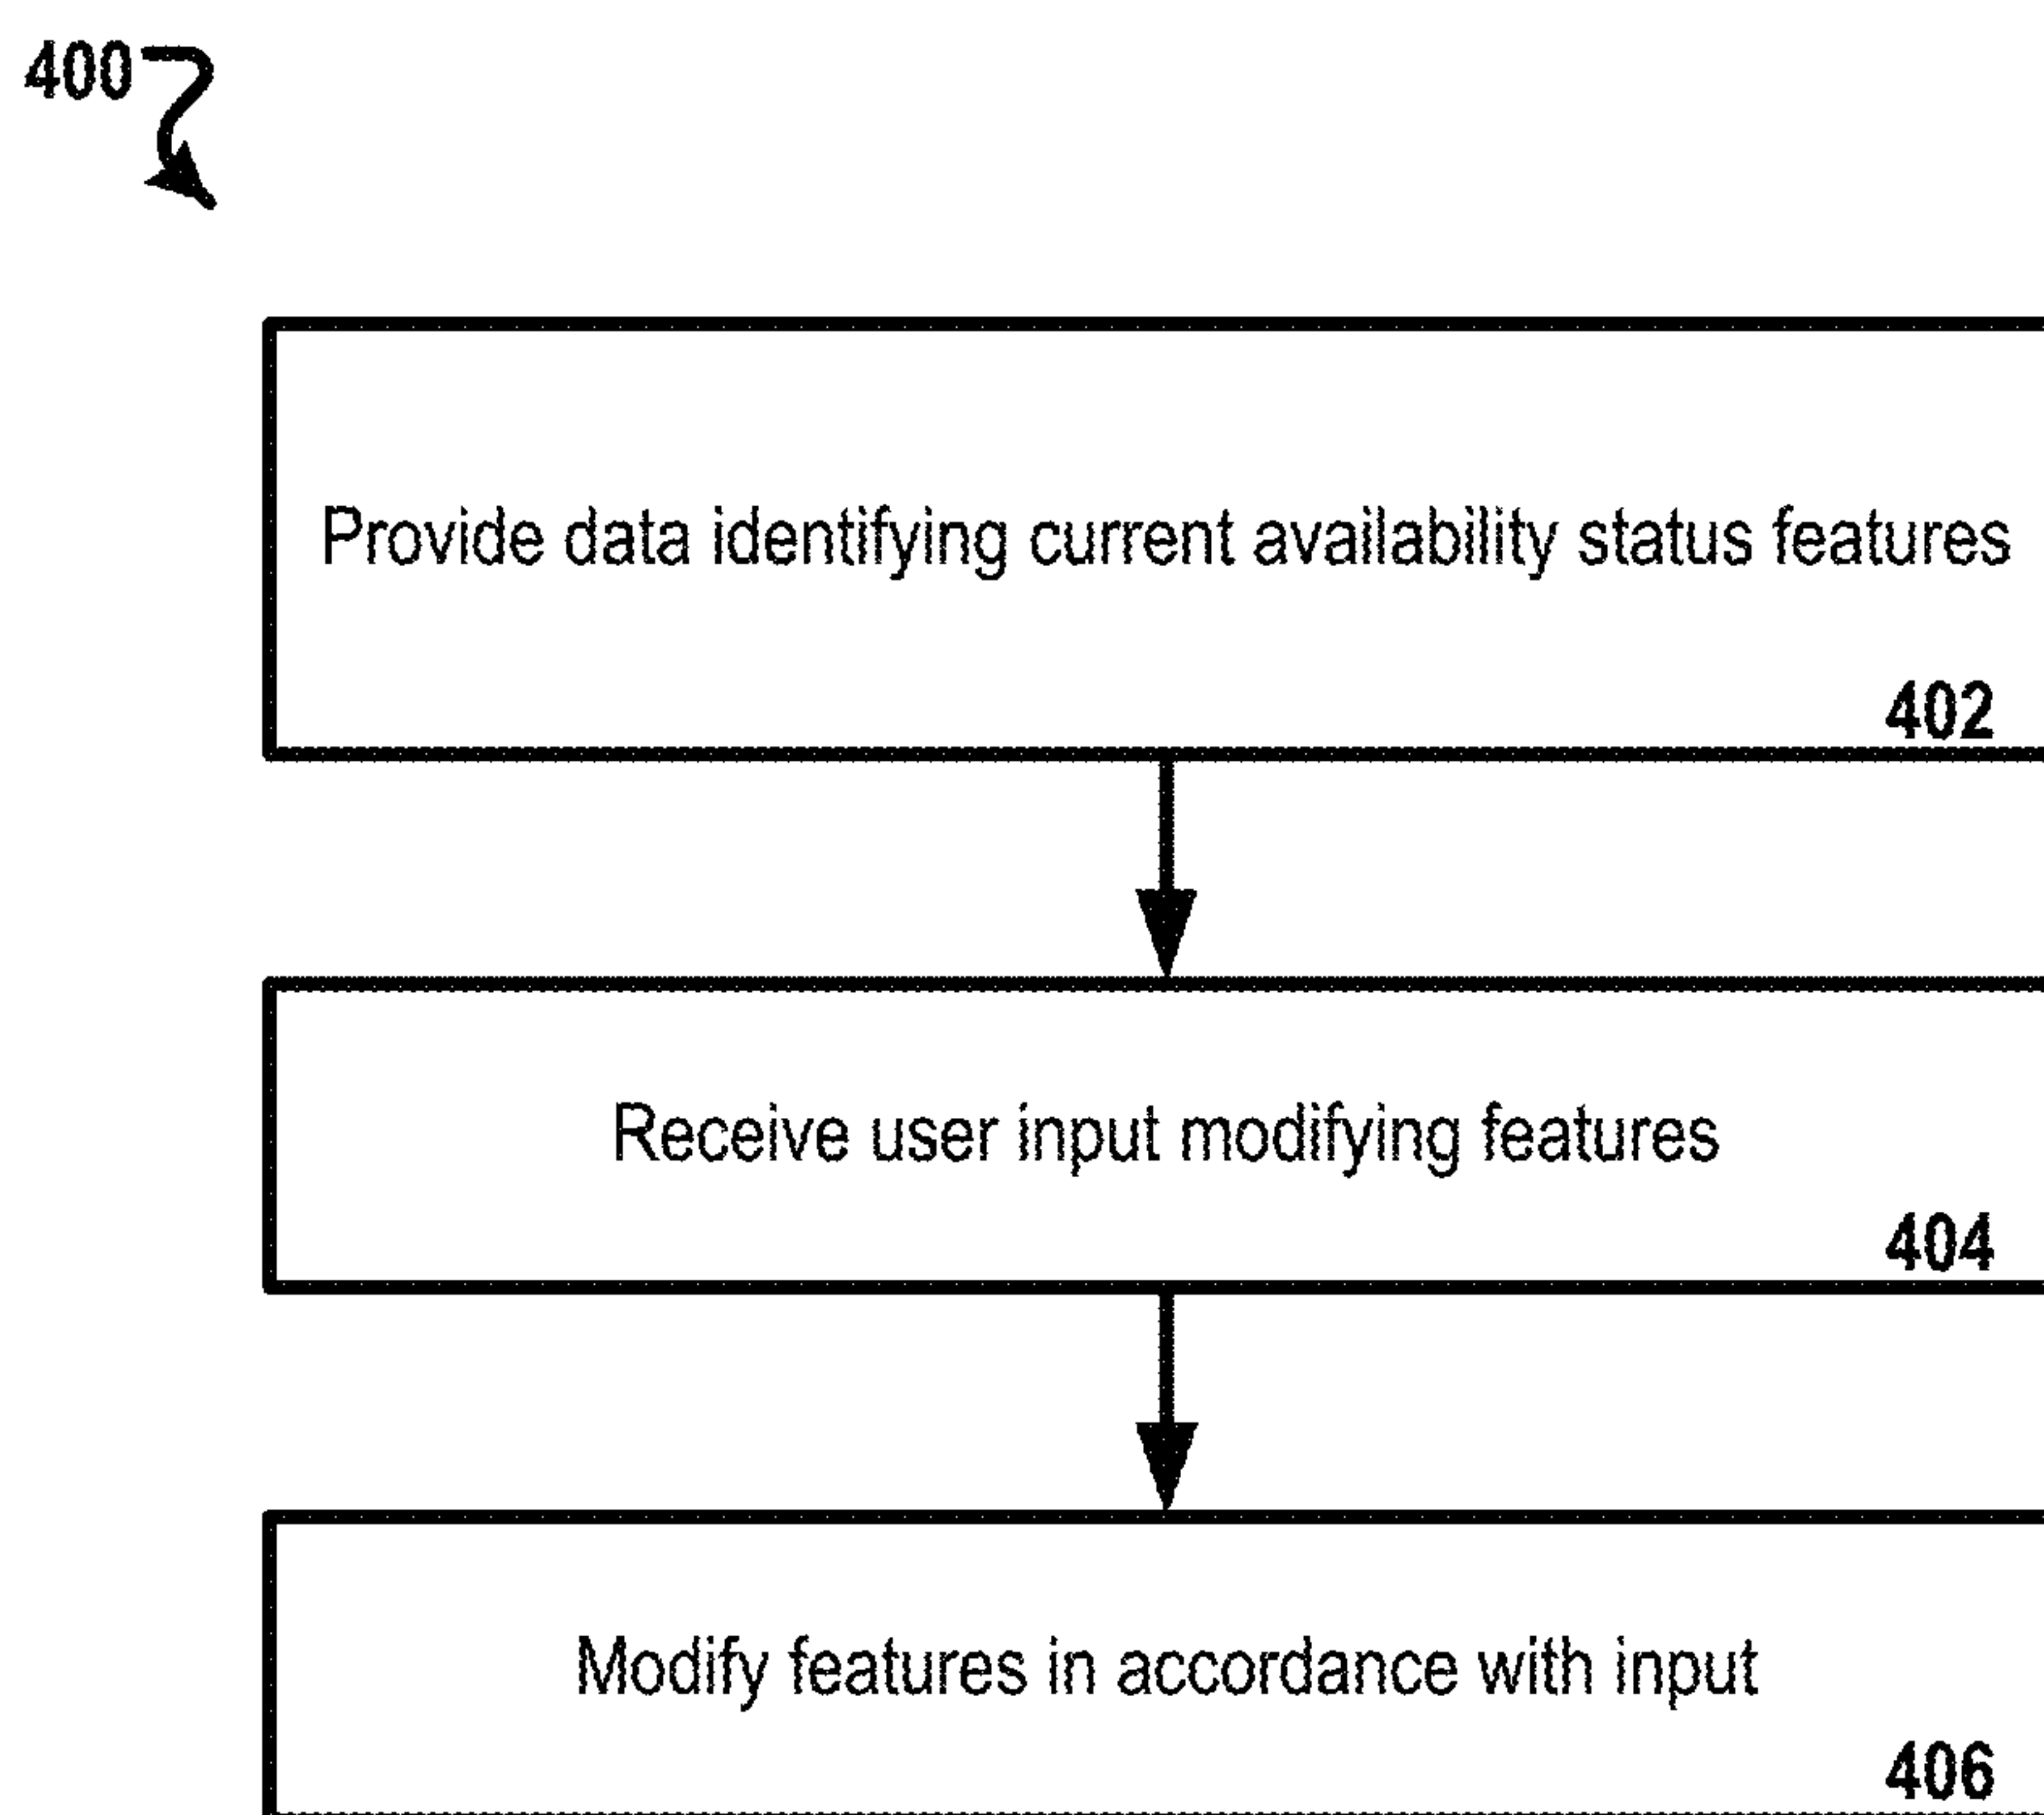 400
Provide data identifying current availability status features
402
Receive user input modifying features
404
Modify features in accordance with input
406